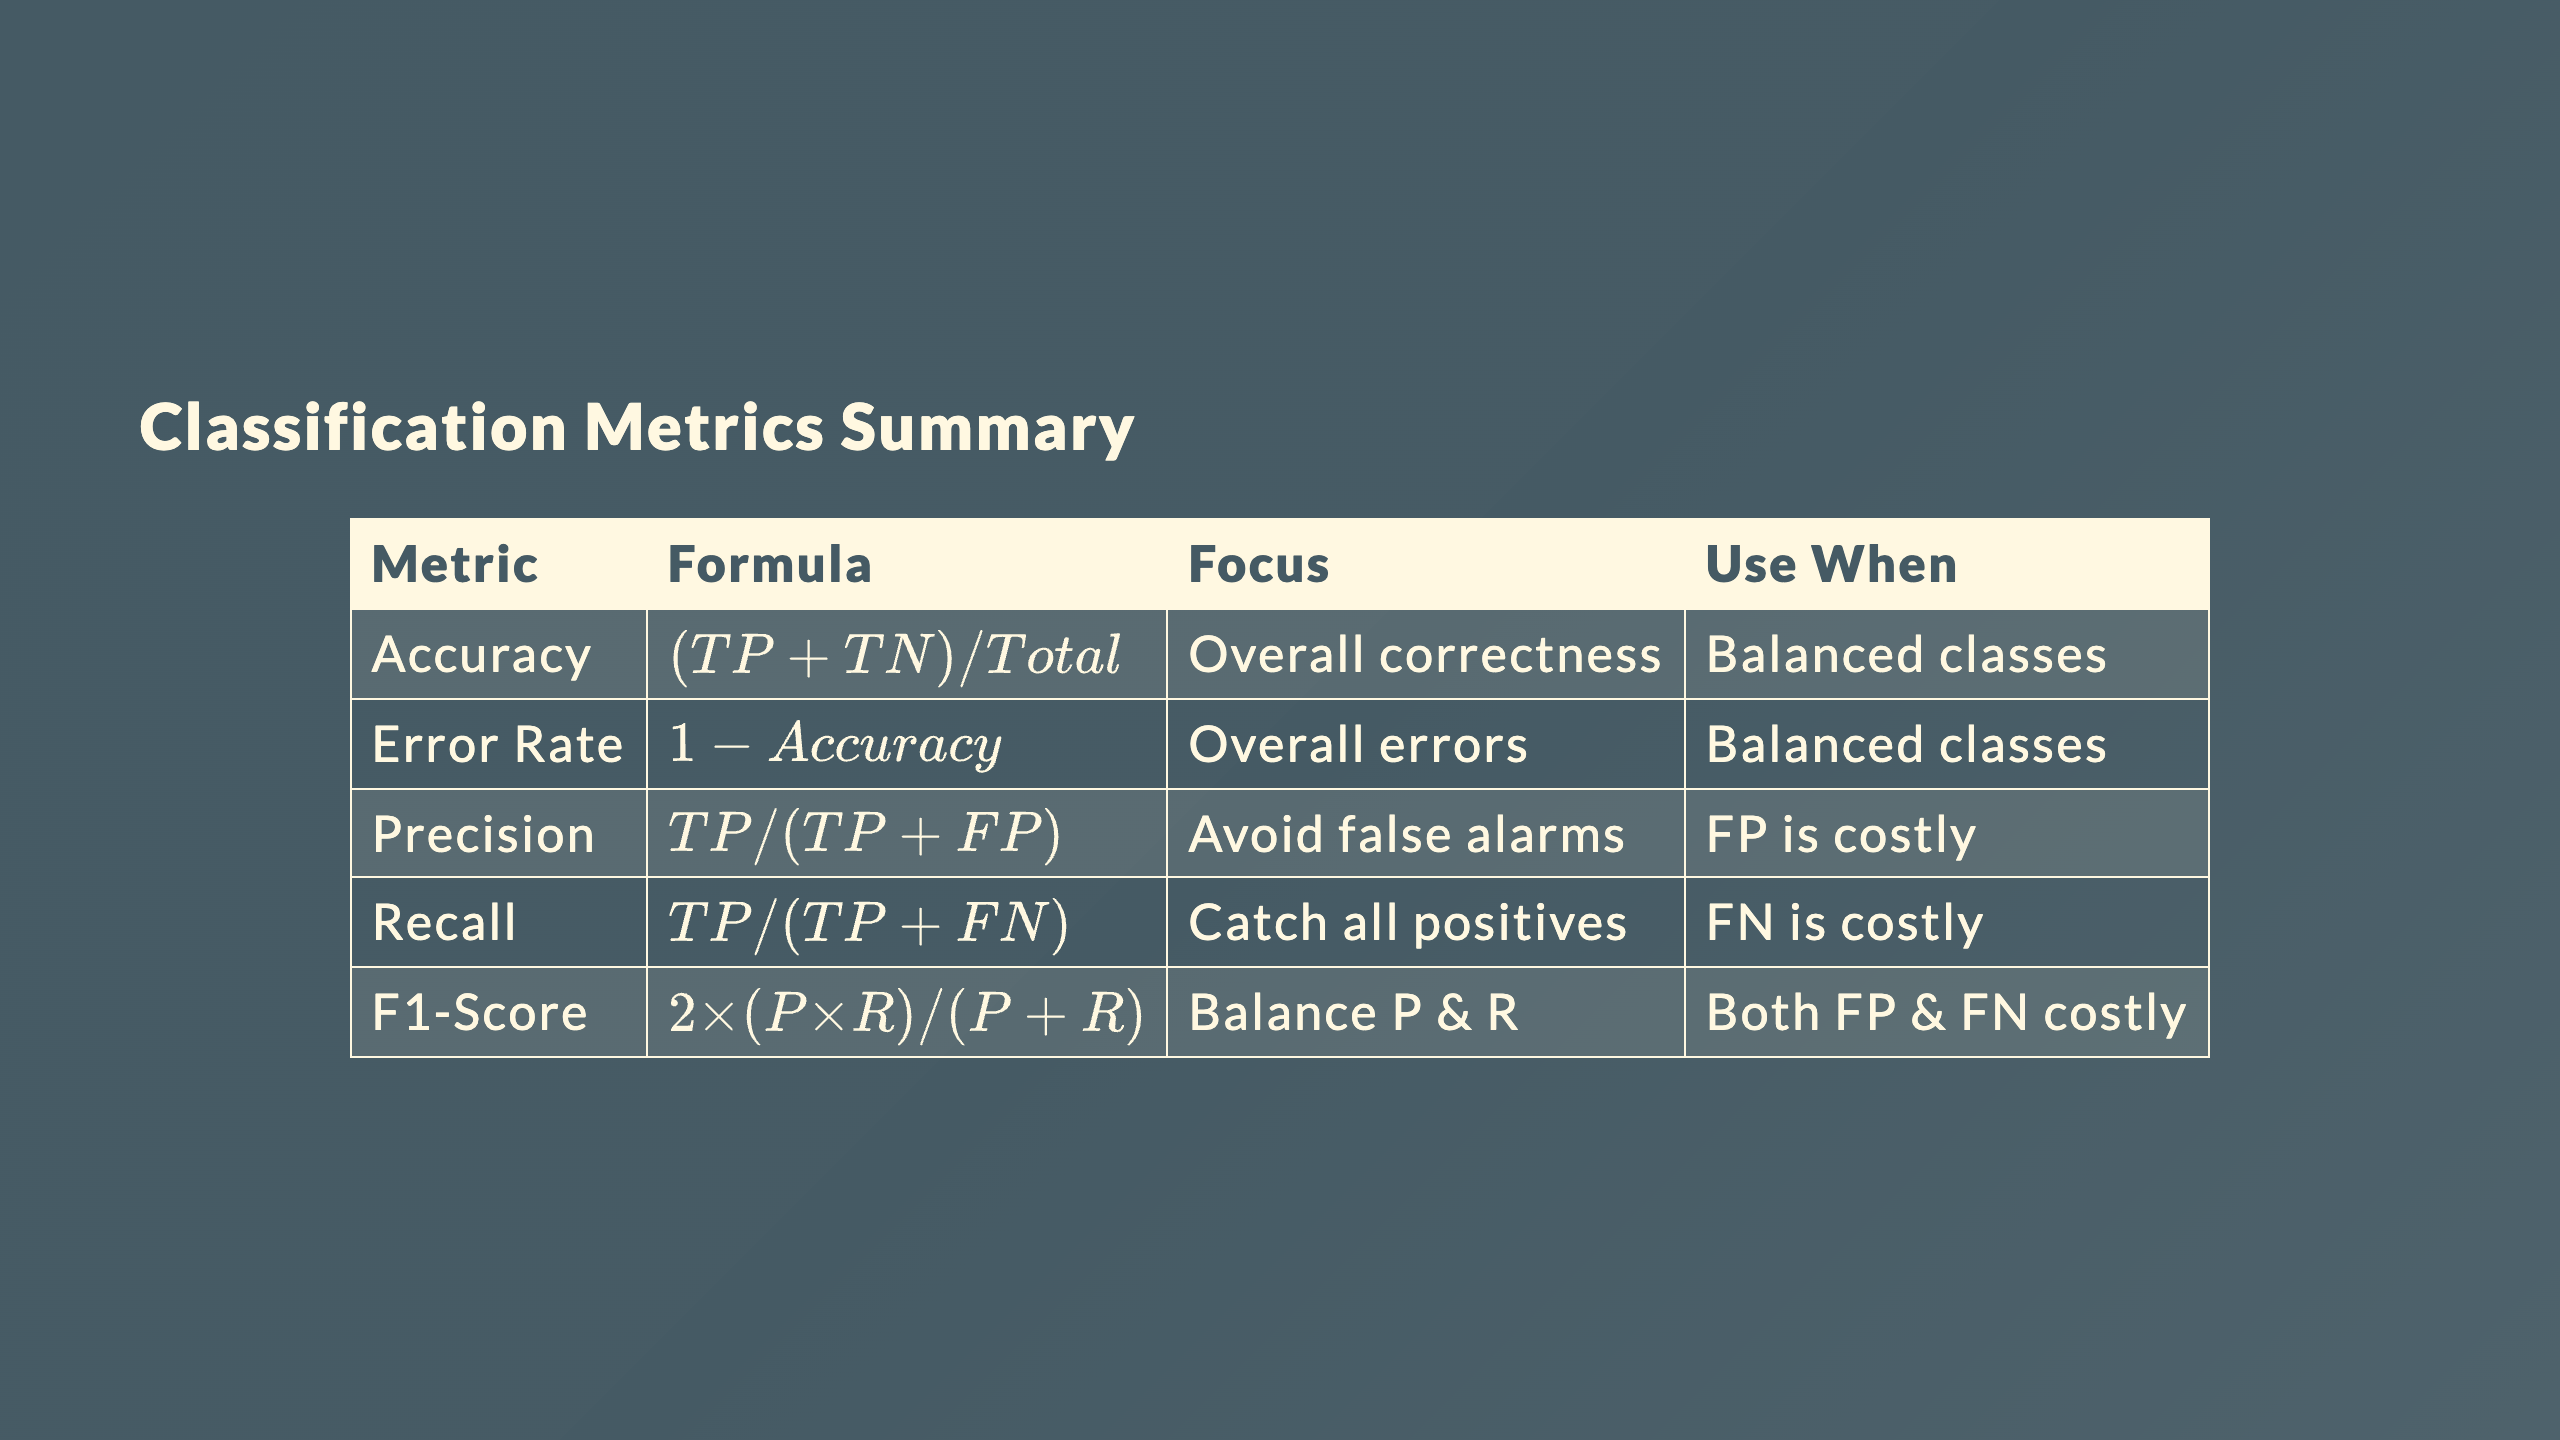 Classification Metrics Summary
Metric Formula Focus Use When
Accuracy (TP + TN)/Total Overall correctness Balanced classes
Error Rate 1 − Accuracy Overall errors Balanced classes
Precision TP/(TP + FP) Avoid false alarms FP is costly
Recall TP/(TP + FN) Catch all positives FN is costly
F1-Score 2×(P×R)/(P + R) Balance P & R Both FP & FN costly